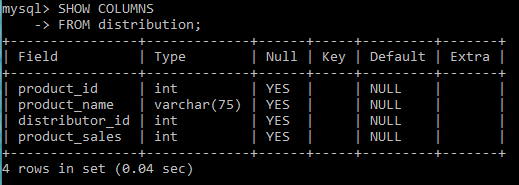 mysql> SHOW COLUMNS
    -> FROM distribution;
+----------------+-------------+------+-----+---------+-------+
| Field          | Type        | Null | Key | Default | Extra |
+----------------+-------------+------+-----+---------+-------+
| product_id     | int         | YES  |     | NULL    |       |
| product_name   | varchar(75) | YES  |     | NULL    |       |
| distributor_id | int         | YES  |     | NULL    |       |
| product_sales  | int         | YES  |     | NULL    |       |
+----------------+-------------+------+-----+---------+-------+
4 rows in set (0.04 sec)